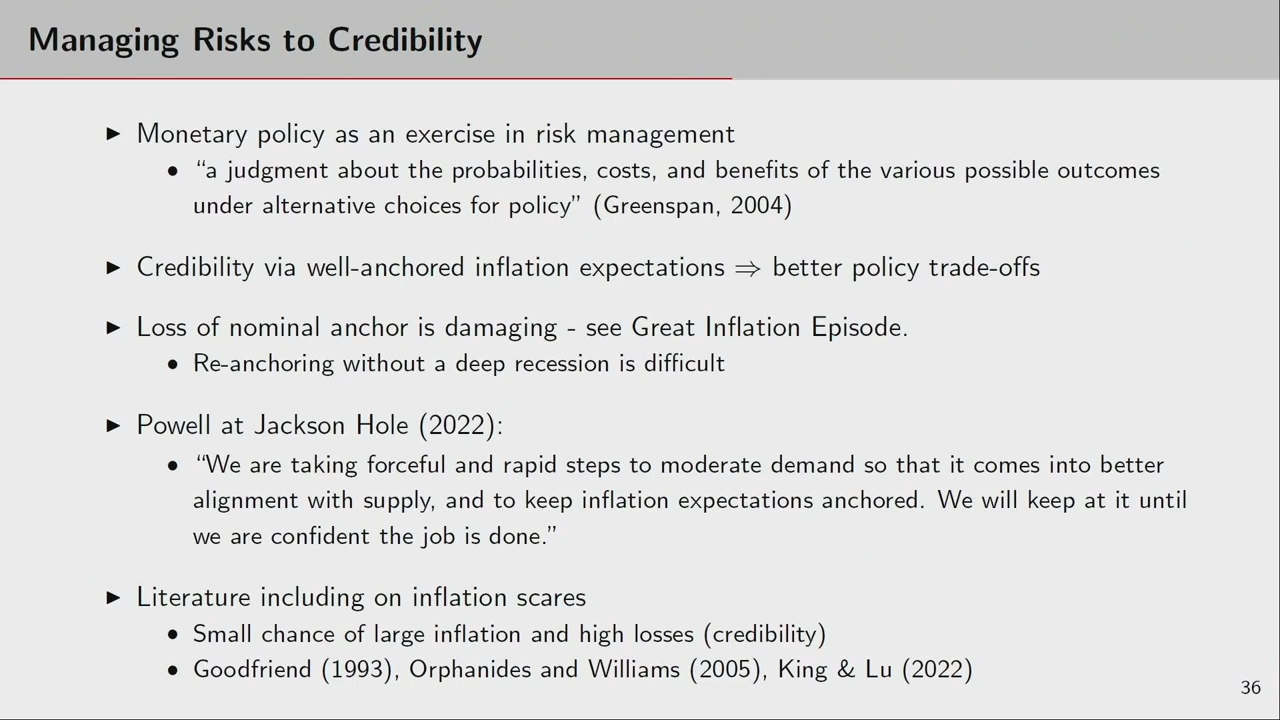 Managing Risks to Credibility
▶ Monetary policy as an exercise in risk management
• “a judgment about the probabilities, costs, and benefits of the various possible outcomes
under alternative choices for policy” (Greenspan, 2004)
▶ Credibility via well-anchored inflation expectations ⇒ better policy trade-offs
▶ Loss of nominal anchor is damaging - see Great Inflation Episode.
• Re-anchoring without a deep recession is difficult
▶ Powell at Jackson Hole (2022):
• “We are taking forceful and rapid steps to moderate demand so that it comes into better
alignment with supply, and to keep inflation expectations anchored. We will keep at it until
we are confident the job is done.”
▶ Literature including on inflation scares
• Small chance of large inflation and high losses (credibility)
• Goodfriend (1993), Orphanides and Williams (2005), King & Lu (2022)
36